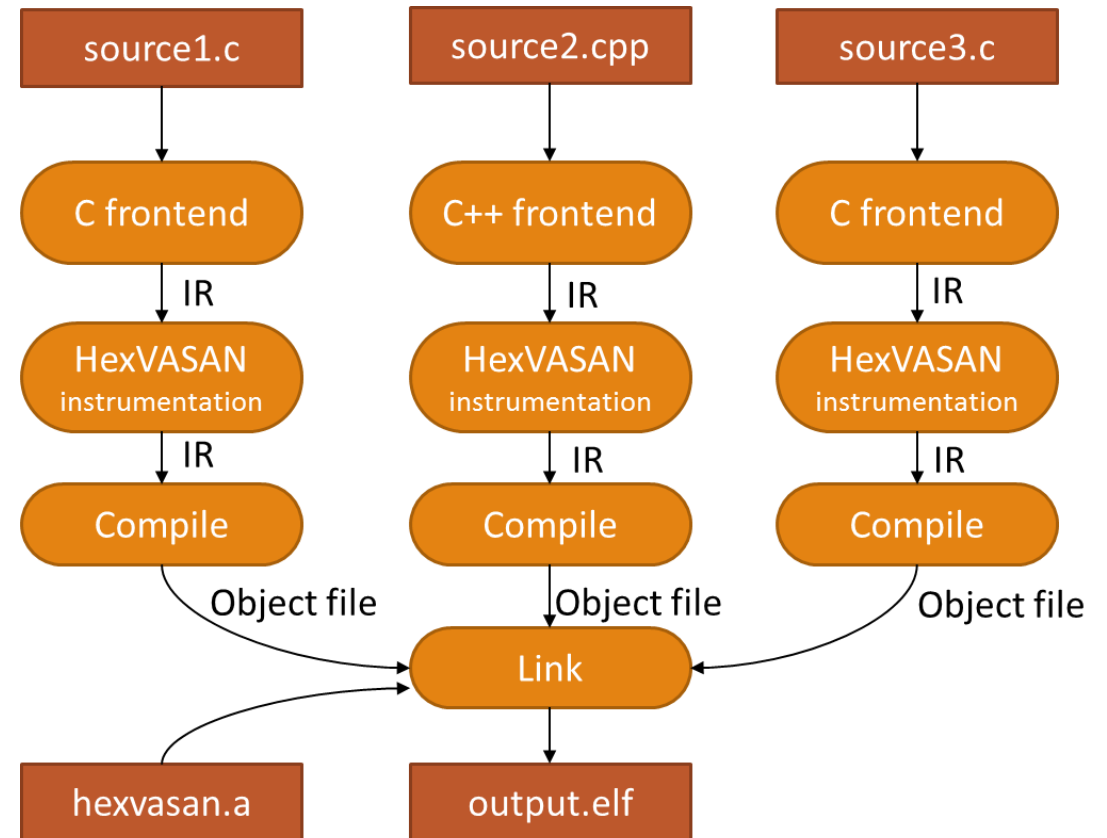 source1.c
source2.cpp
source3.c
C frontend
C++ frontend
C frontend
IR
IR
IR
HexVASAN
instrumentation
HexVASAN
instrumentation
HexVASAN
instrumentation
IR
IR
IR
Compile
Compile
Compile
Object file
Object file
Object file
Link
hexvasan.a
output.elf